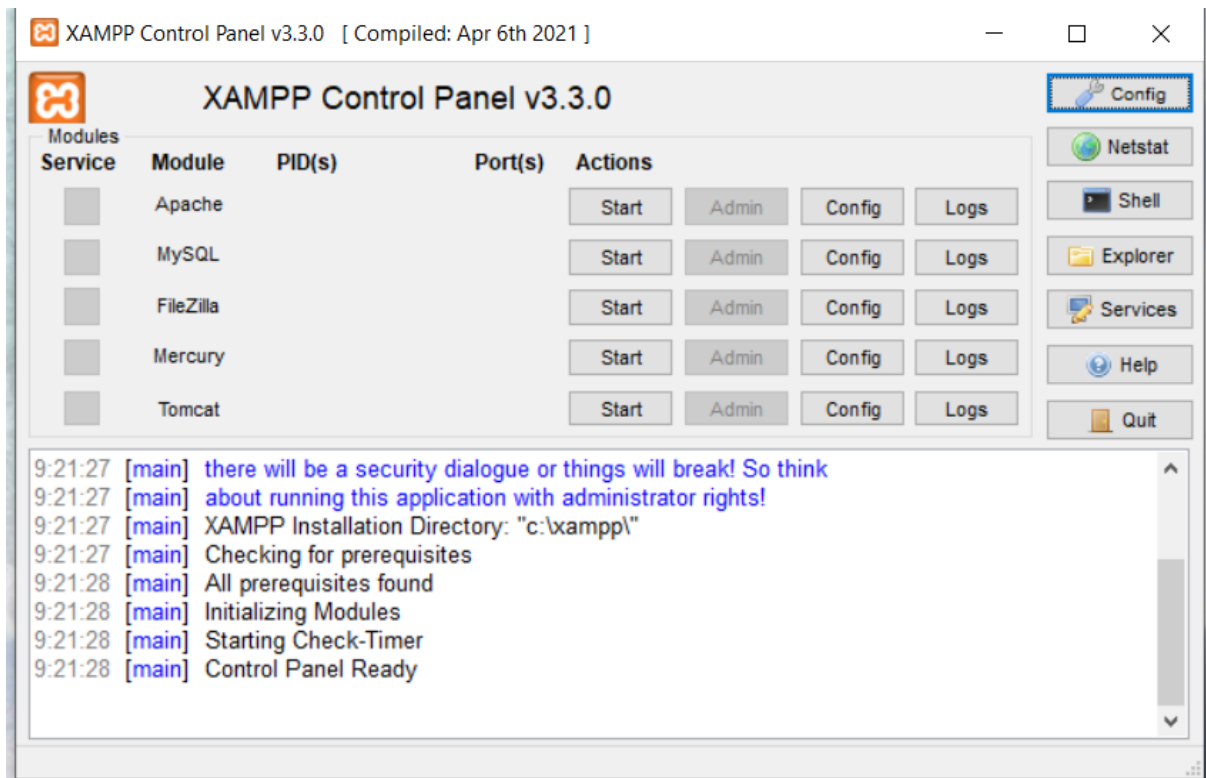 XAMPP Control Panel v3.3.0 [ Compiled: Apr 6th 2021 ]
XAMPP Control Panel v3.3.0
Config
Modules
Netstat
Service Module PID(s) Port(s) Actions
Apache Start Admin Config Logs
Shell
MySQL Start Admin Config Logs
Explorer
FileZilla Start Admin Config Logs
Services
Mercury Start Admin Config Logs
Help
Tomcat Start Admin Config Logs
Quit
9:21:27 [main] there will be a security dialogue or things will break! So think
9:21:27 [main] about running this application with administrator rights!
9:21:27 [main] XAMPP Installation Directory: "c:\xampp\"
9:21:27 [main] Checking for prerequisites
9:21:28 [main] All prerequisites found
9:21:28 [main] Initializing Modules
9:21:28 [main] Starting Check-Timer
9:21:28 [main] Control Panel Ready